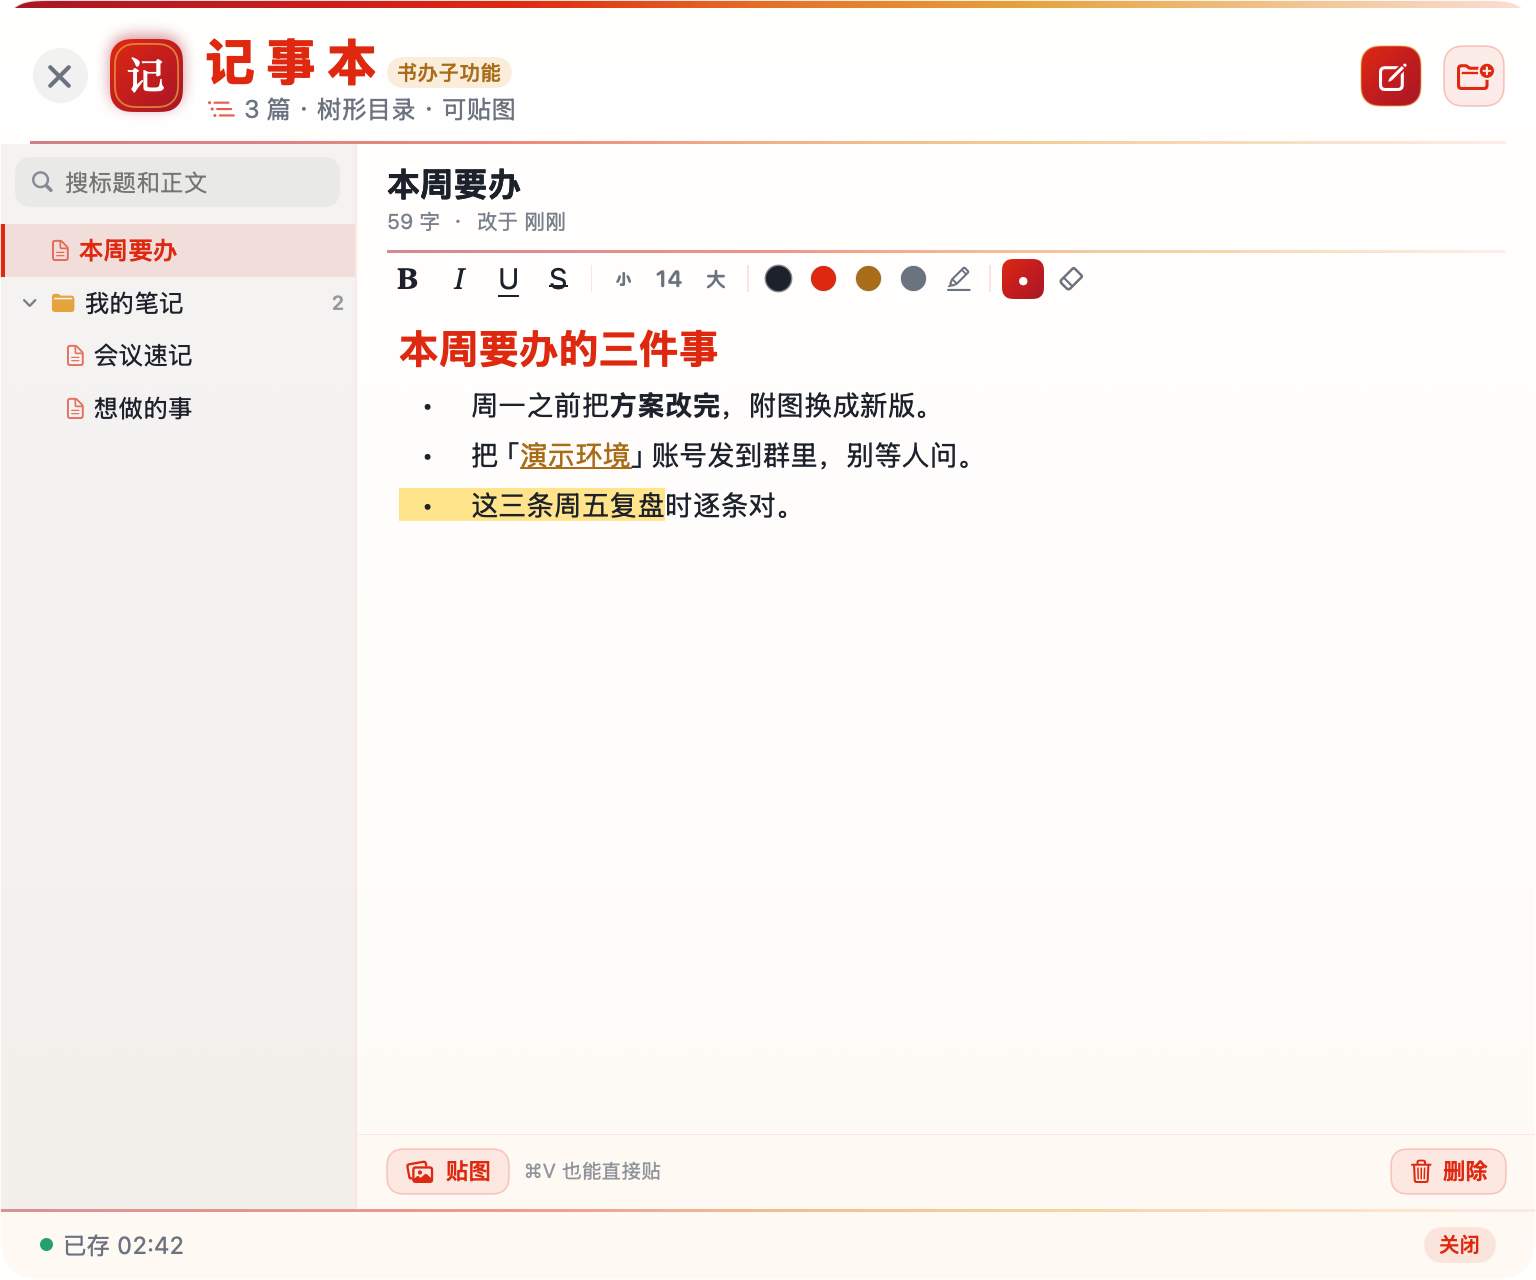 记
记事本
书办子功能
3 篇 · 树形目录 · 可贴图
搜标题和正文
本周要办
我的笔记
2
会议速记
想做的事
本周要办
59 字 · 改于 刚刚
B I U S 小 14 大
本周要办的三件事
• 周一之前把方案改完，附图换成新版。
• 把「演示环境」账号发到群里，别等人问。
• 这三条周五复盘时逐条对。
贴图
⌘V 也能直接贴
删除
已存 02:42
关闭